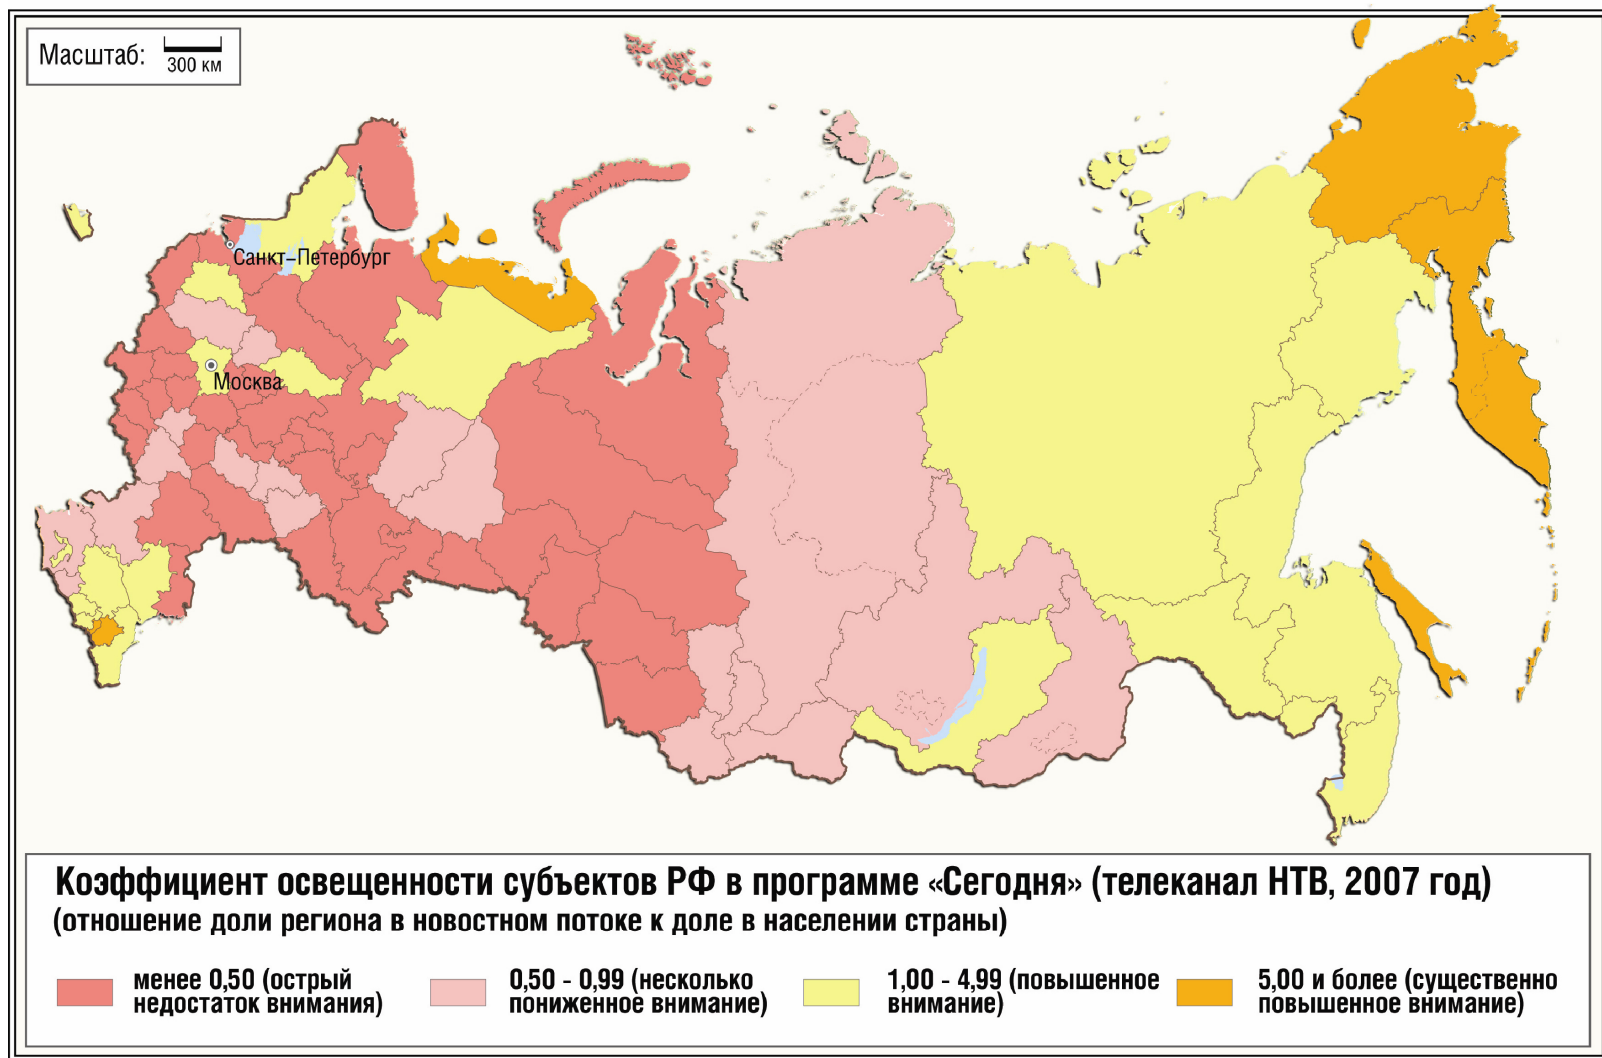 Масштаб:
300 км
Санкт-Петербург
Москва
Коэффициент освещенности субъектов РФ в программе «Сегодня» (телеканал НТВ, 2007 год)
(отношение доли региона в новостном потоке к доле в населении страны)
менее 0,50 (острый
недостаток внимания)
0,50 - 0,99 (несколько
пониженное внимание)
1,00 - 4,99 (повышенное
внимание)
5,00 и более (существенно
повышенное внимание)